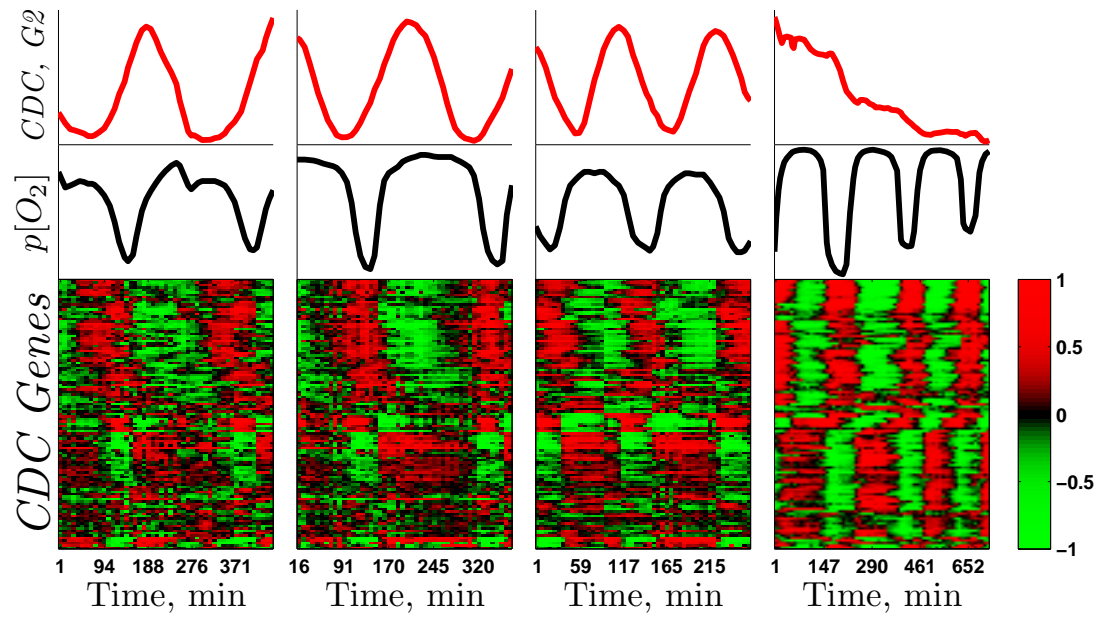 CDC, G2
p[O2]
CDC Genes
1
0.5
0
−0.5
−1
1 94 188 276 371
16 91 170 245 320
1 59 117 165 215
1 147 290 461 652
Time, min
Time, min
Time, min
Time, min